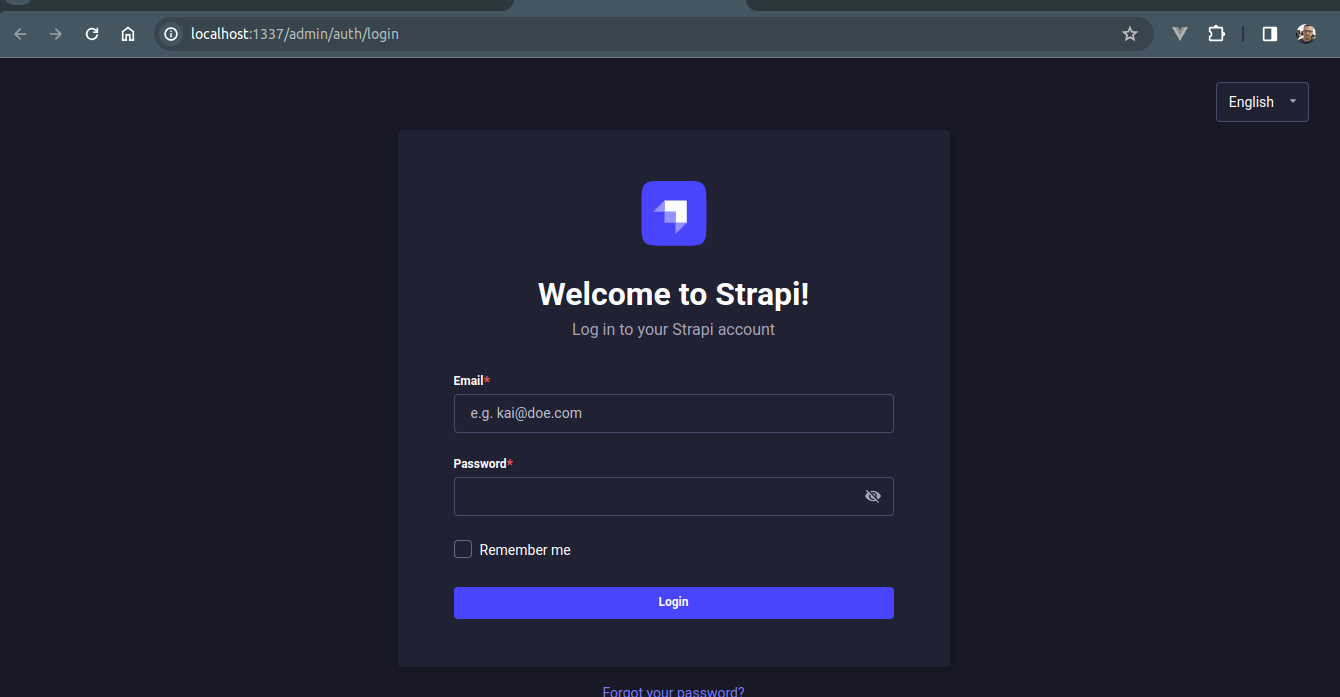 localhost:1337/admin/auth/login
English
Welcome to Strapi!
Log in to your Strapi account
Email*
e.g. kai@doe.com
Password*
Remember me
Login
Forgot your password?